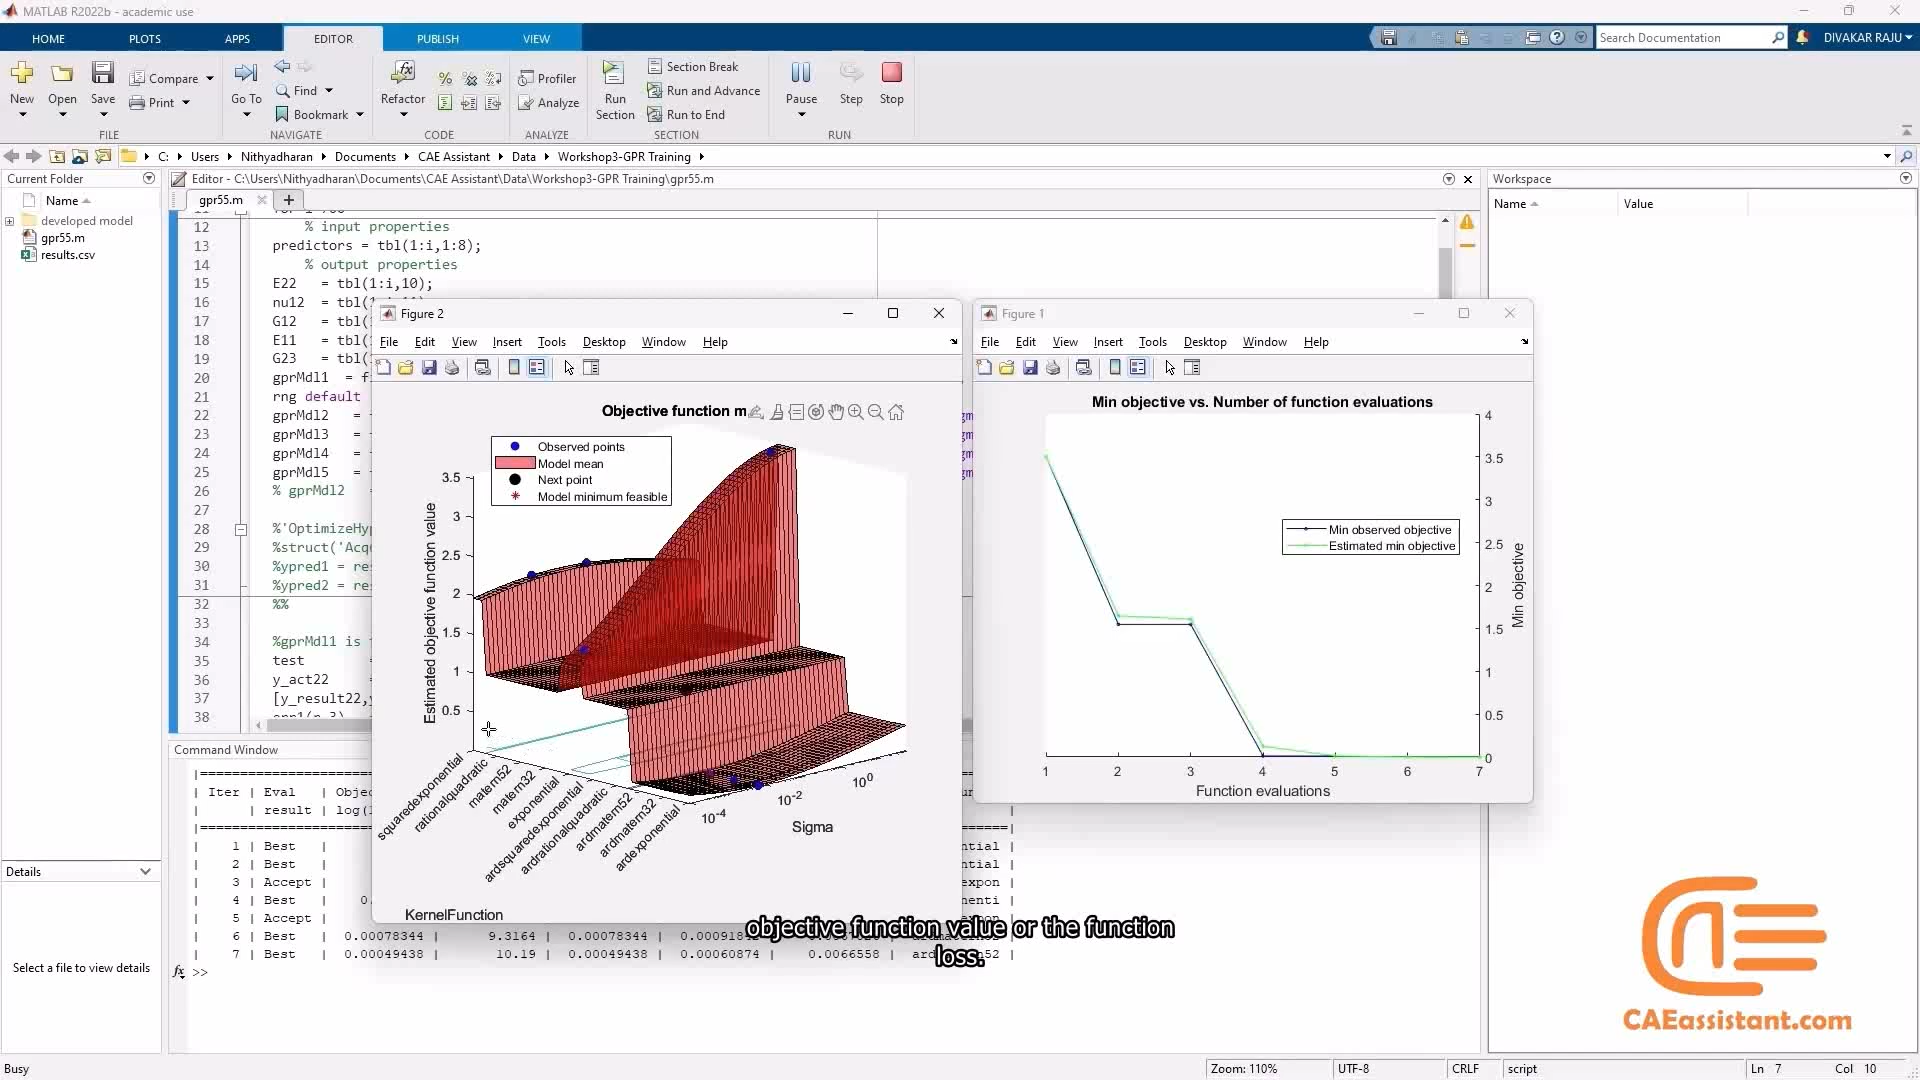 MATLAB R2022b - academic use
HOME PLOTS APPS EDITOR PUBLISH VIEW
Search Documentation
DIVAKAR RAJU
New Open Save Compare Print
Go To Find Bookmark
Refactor
Profiler Analyze
Run Section
Section Break
Run and Advance
Run to End
Pause Step Stop
FILE NAVIGATE CODE ANALYZE SECTION RUN
C: Users Nithyadharan Documents CAE Assistant Data Workshop3-GPR Training
Current Folder
Name
developed model
gpr55.m
results.csv
Details
Select a file to view details
Editor - C:\Users\Nithyadharan\Documents\CAE Assistant\Data\Workshop3-GPR Training\gpr55.m
gpr55.m
12 % input properties
13 predictors = tbl(1:i,1:8);
14 % output properties
15 E22 = tbl(1:i,10);
16 nu12 = tbl(
17 G12 = tbl(
18 E11 = tbl(
19 G23 = tbl(
20 gprMdl1 = f
21 rng default
22 gprMdl2 =
23 gprMdl3 =
24 gprMdl4 =
25 gprMdl5 =
26 % gprMdl2 =
27
28 %'OptimizeHy
29 %struct('Acq
30 %ypred1 = res
31 %ypred2 = res
32 %%
33
34 %gprMdl1 is
35 test =
36 y_act22 =
37 [y_result22,
38
Workspace
Name Value
Figure 2
File Edit View Insert Tools Desktop Window Help
Objective function m
Observed points
Model mean
Next point
Model minimum feasible
Estimated objective function value
3.5
3
2.5
2
1.5
1
0.5
squaredexponential
rationalquadratic
matern52
matern32
exponential
ardsquaredexponential
ardrationalquadratic
ardmatern52
ardmatern32
ardexponential
KernelFunction
10-4 10-2 100
Sigma
Figure 1
File Edit View Insert Tools Desktop Window Help
Min objective vs. Number of function evaluations
Min observed objective
Estimated min objective
4
3.5
3
2.5
2
1.5
1
0.5
0
Min objective
1 2 3 4 5 6 7
Function evaluations
Command Window
| Iter | Eval | Objec
| | result | log(1
| 1 | Best |
| 2 | Best |
| 3 | Accept |
| 4 | Best | 0
| 5 | Accept |
| 6 | Best | 0.00078344 | 9.3164 | 0.00078344 |
| 7 | Best | 0.00049438 | 10.19 | 0.00049438 | 0.00060874 | 0.0066558 |
fx >>
objective function value or the function
loss.
CAEassistant.com
Busy
Zoom: 110% UTF-8 CRLF script Ln 7 Col 10